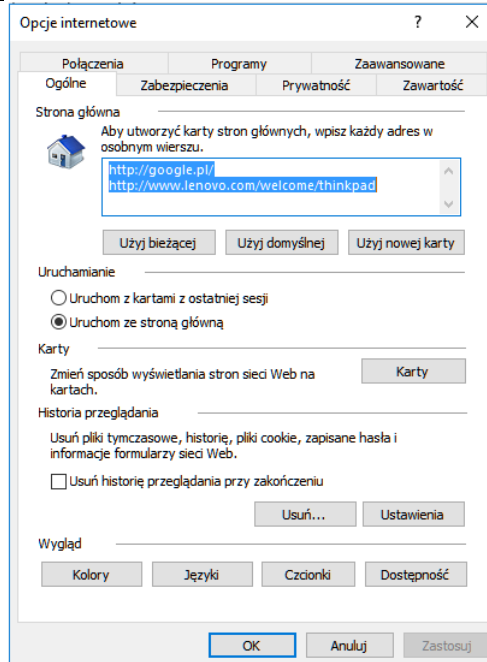 Opcje internetowe ? ×
Połączenia Programy Zaawansowane
Ogólne Zabezpieczenia Prywatność Zawartość
Strona główna
Aby utworzyć karty stron głównych, wpisz każdy adres w
osobnym wierszu.
http://google.pl/
http://www.lenovo.com/welcome/thinkpad
Użyj bieżącej Użyj domyślnej Użyj nowej karty
Uruchamianie
Uruchom z kartami z ostatniej sesji
Uruchom ze stroną główną
Karty
Zmień sposób wyświetlania stron sieci Web na
kartach.
Karty
Historia przeglądania
Usuń pliki tymczasowe, historię, pliki cookie, zapisane hasła i
informacje formularzy sieci Web.
Usuń historię przeglądania przy zakończeniu
Usuń... Ustawienia
Wygląd
Kolory Języki Czcionki Dostępność
OK Anuluj Zastosuj